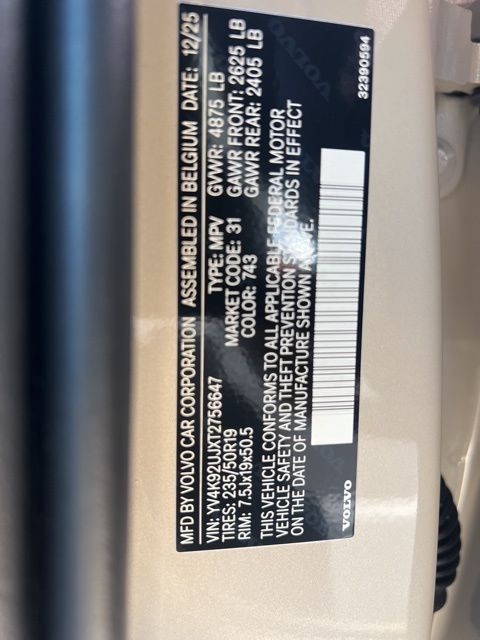 MFD BY VOLVO CAR CORPORATION ASSEMBLED IN BELGIUM DATE: 12/25
VIN: YV4K92UJXT2756647 TYPE: MPV GVWR: 4875 LB
TIRES: 235/50R19 MARKET CODE: 31 GAWR FRONT: 2625 LB
RIM: 7.5Jx19x50.5 COLOR: 743 GAWR REAR: 2405 LB
THIS VEHICLE CONFORMS TO ALL APPLICABLE FEDERAL MOTOR
VEHICLE SAFETY AND THEFT PREVENTION STANDARDS IN EFFECT
ON THE DATE OF MANUFACTURE SHOWN ABOVE.
VOLVO 32390594